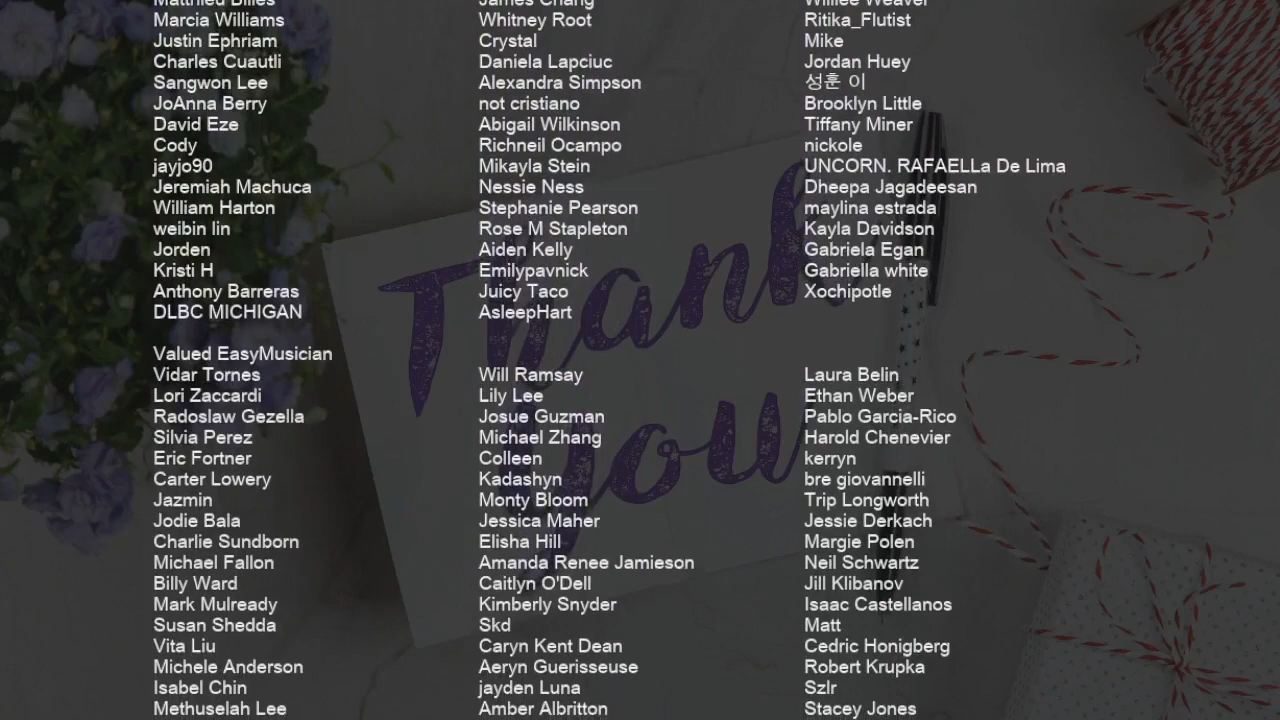 Matthieu Billes
James Chang
Williee Weaver
Marcia Williams
Whitney Root
Ritika_Flutist
Justin Ephriam
Crystal
Mike
Charles Cuautli
Daniela Lapciuc
Jordan Huey
Sangwon Lee
Alexandra Simpson
성훈 이
JoAnna Berry
not cristiano
Brooklyn Little
David Eze
Abigail Wilkinson
Tiffany Miner
Cody
Richneil Ocampo
nickole
jayjo90
Mikayla Stein
UNCORN. RAFAELLa De Lima
Jeremiah Machuca
Nessie Ness
Dheepa Jagadeesan
William Harton
Stephanie Pearson
maylina estrada
weibin lin
Rose M Stapleton
Kayla Davidson
Jorden
Aiden Kelly
Gabriela Egan
Kristi H
Emilypavnick
Gabriella white
Anthony Barreras
Juicy Taco
Xochipotle
DLBC MICHIGAN
AsleepHart
Thank
you
Valued EasyMusician
Vidar Tornes
Will Ramsay
Laura Belin
Lori Zaccardi
Lily Lee
Ethan Weber
Radoslaw Gezella
Josue Guzman
Pablo Garcia-Rico
Silvia Perez
Michael Zhang
Harold Chenevier
Eric Fortner
Colleen
kerryn
Carter Lowery
Kadashyn
bre giovannelli
Jazmin
Monty Bloom
Trip Longworth
Jodie Bala
Jessica Maher
Jessie Derkach
Charlie Sundborn
Elisha Hill
Margie Polen
Michael Fallon
Amanda Renee Jamieson
Neil Schwartz
Billy Ward
Caitlyn O'Dell
Jill Klibanov
Mark Mulready
Kimberly Snyder
Isaac Castellanos
Susan Shedda
Skd
Matt
Vita Liu
Caryn Kent Dean
Cedric Honigberg
Michele Anderson
Aeryn Guerisseuse
Robert Krupka
Isabel Chin
jayden Luna
Szlr
Methuselah Lee
Amber Albritton
Stacey Jones